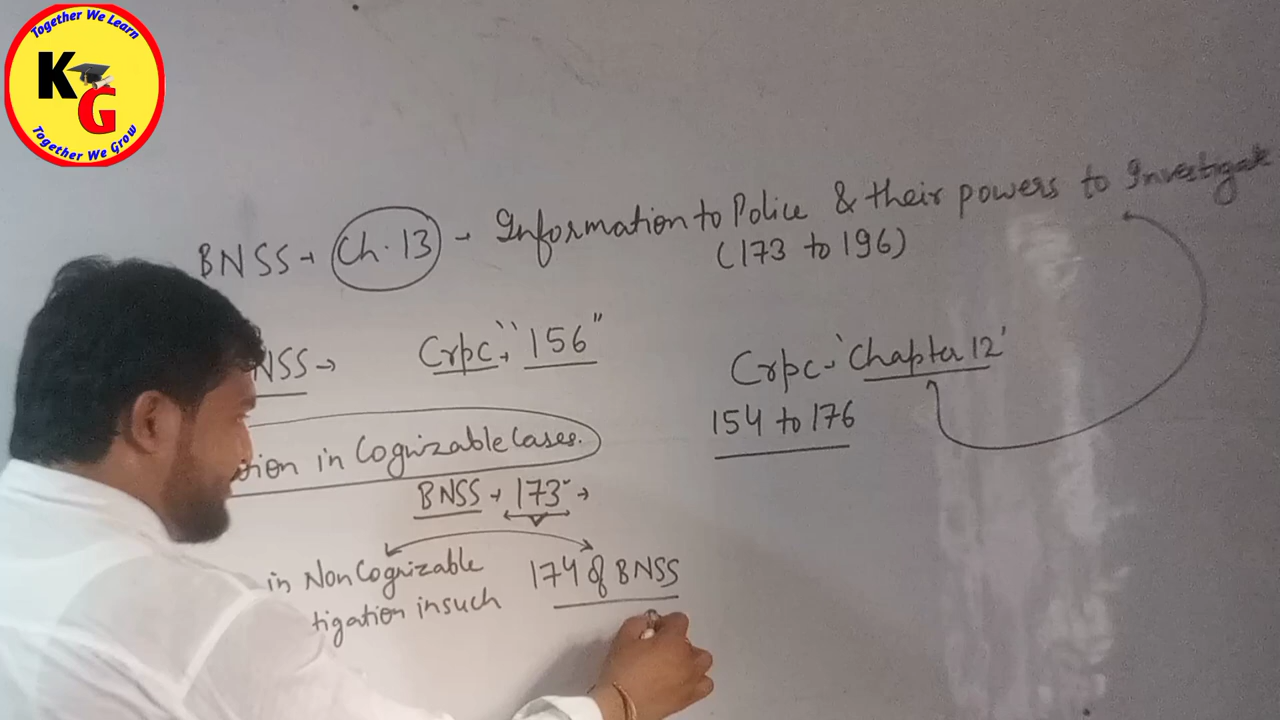 Together We Learn
KG
Together We Grow
BNSS → Ch. 13 - Information to Police & their powers to Investigate
(173 to 196)
NSS → Crpc, "156"
Crpc - 'Chapter 12'
154 to 176
in Cognizable Cases.
BNSS → 173 →
in Non Cognizable
174 of BNSS
tigation in such